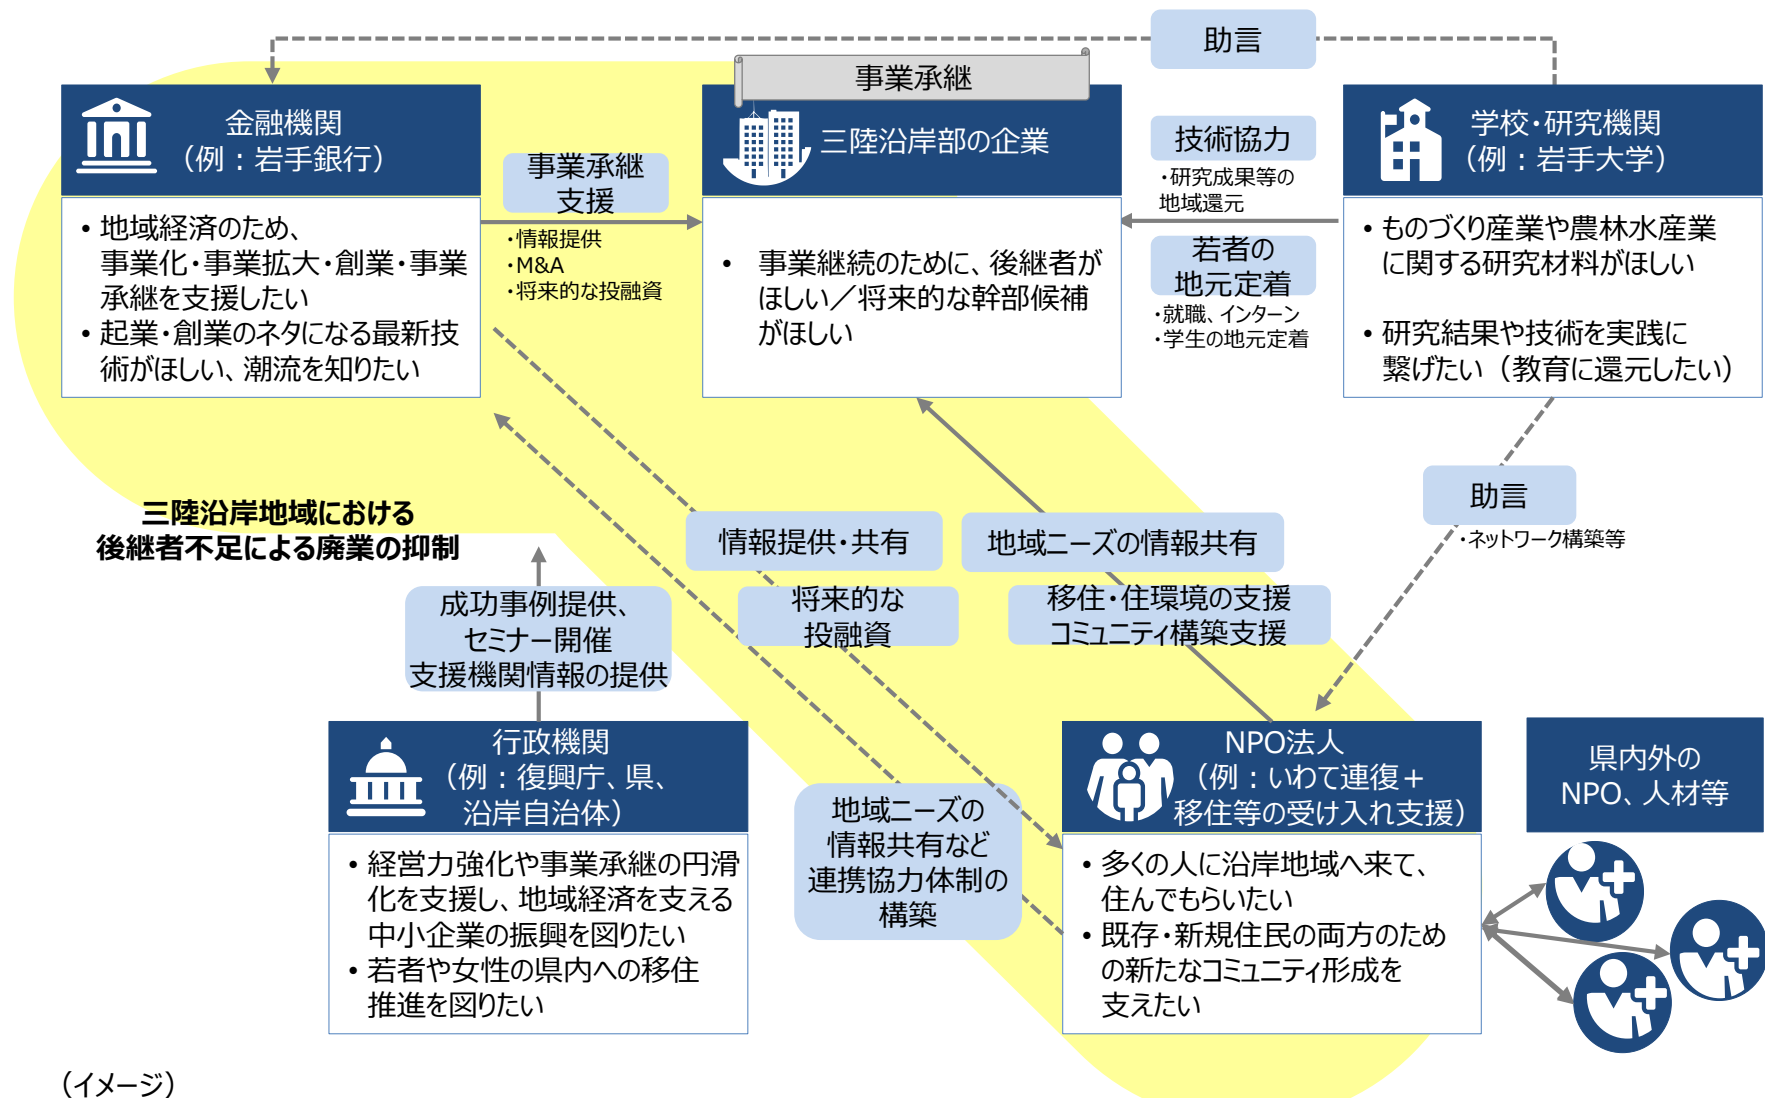 助言
事業承継
金融機関
（例：岩手銀行）
・地域経済のため、
事業化・事業拡大・創業・事業
承継を支援したい
・起業・創業のネタになる最新技
術がほしい、潮流を知りたい
事業承継
支援
・情報提供
・M&A
・将来的な投融資
三陸沿岸部の企業
・事業継続のために、後継者が
ほしい／将来的な幹部候補
がほしい
技術協力
・研究成果等の
地域還元
若者の
地元定着
・就職、インターン
・学生の地元定着
学校・研究機関
（例：岩手大学）
・ものづくり産業や農林水産業
に関する研究材料がほしい
・研究結果や技術を実践に
繋げたい（教育に還元したい）
助言
・ネットワーク構築等
三陸沿岸地域における
後継者不足による廃業の抑制
情報提供・共有
将来的な
投融資
地域ニーズの情報共有
移住・住環境の支援
コミュニティ構築支援
成功事例提供、
セミナー開催
支援機関情報の提供
行政機関
（例：復興庁、県、
沿岸自治体）
・経営力強化や事業承継の円滑
化を支援し、地域経済を支える
中小企業の振興を図りたい
・若者や女性の県内への移住
推進を図りたい
地域ニーズの
情報共有など
連携協力体制の
構築
NPO法人
（例：いわて連復＋
移住等の受け入れ支援）
・多くの人に沿岸地域へ来て、
住んでもらいたい
・既存・新規住民の両方のため
の新たなコミュニティ形成を
支えたい
県内外の
NPO、人材等
（イメージ）